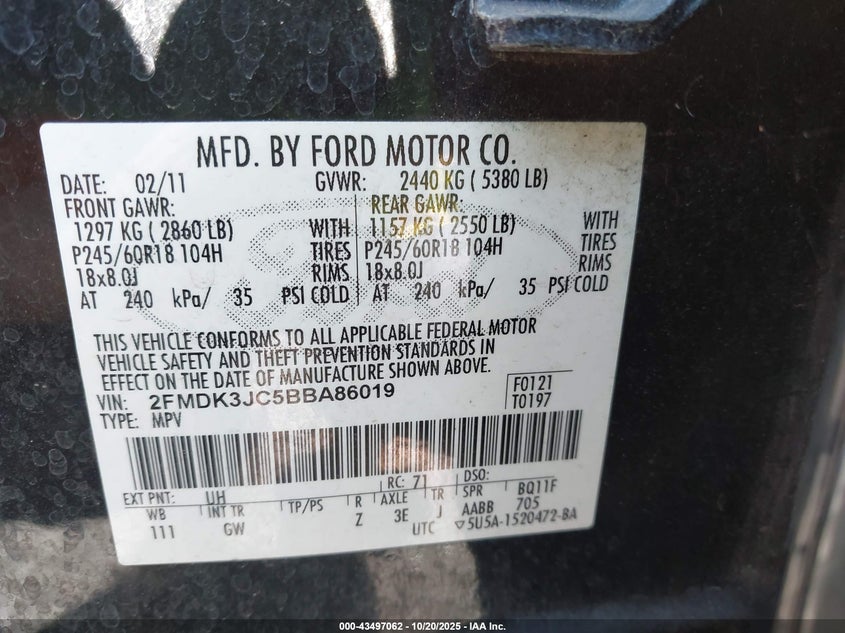 MFD. BY FORD MOTOR CO.
DATE: 02/11 GVWR: 2440 KG ( 5380 LB)
FRONT GAWR: REAR GAWR:
1297 KG ( 2860 LB) WITH 1157 KG ( 2550 LB) WITH
P245/60R18 104H TIRES P245/60R18 104H TIRES
18x8.0J RIMS 18x8.0J RIMS
AT 240 kPa/ 35 PSI COLD AT 240 kPa/ 35 PSI COLD
THIS VEHICLE CONFORMS TO ALL APPLICABLE FEDERAL MOTOR
VEHICLE SAFETY AND THEFT PREVENTION STANDARDS IN
EFFECT ON THE DATE OF MANUFACTURE SHOWN ABOVE.
VIN: 2FMDK3JC5BBA86019 F0121
TYPE: MPV T0197
EXT PNT: UH RC: 71 DSO:
WB INT TR TP/PS R AXLE TR SPR BQ11F
111 GW Z 3E J AABB 705
UTC ▽5U5A-1520472-BA
000-43497062 | 10/20/2025 - IAA Inc.